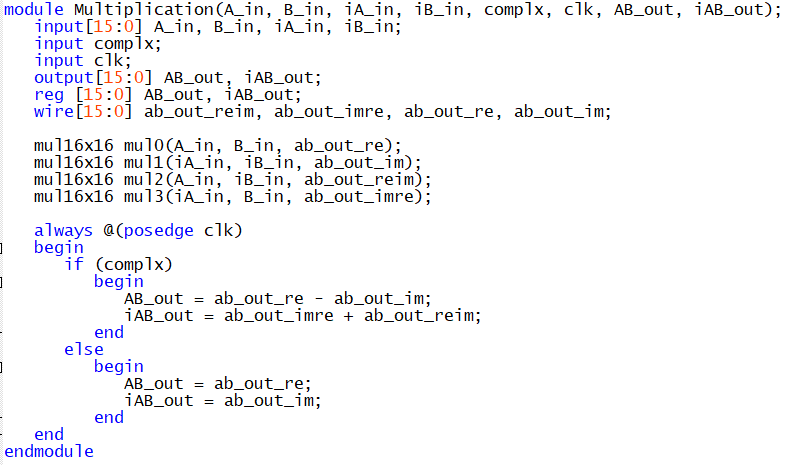 module Multiplication(A_in, B_in, iA_in, iB_in, complx, clk, AB_out, iAB_out);
input[15:0] A_in, B_in, iA_in, iB_in;
input complx;
input clk;
output[15:0] AB_out, iAB_out;
reg [15:0] AB_out, iAB_out;
wire[15:0] ab_out_reim, ab_out_imre, ab_out_re, ab_out_im;
mul16x16 mul0(A_in, B_in, ab_out_re);
mul16x16 mul1(iA_in, iB_in, ab_out_im);
mul16x16 mul2(A_in, iB_in, ab_out_reim);
mul16x16 mul3(iA_in, B_in, ab_out_imre);
always @(posedge clk)
begin
if (complx)
begin
AB_out = ab_out_re - ab_out_im;
iAB_out = ab_out_imre + ab_out_reim;
end
else
begin
AB_out = ab_out_re;
iAB_out = ab_out_im;
end
end
endmodule